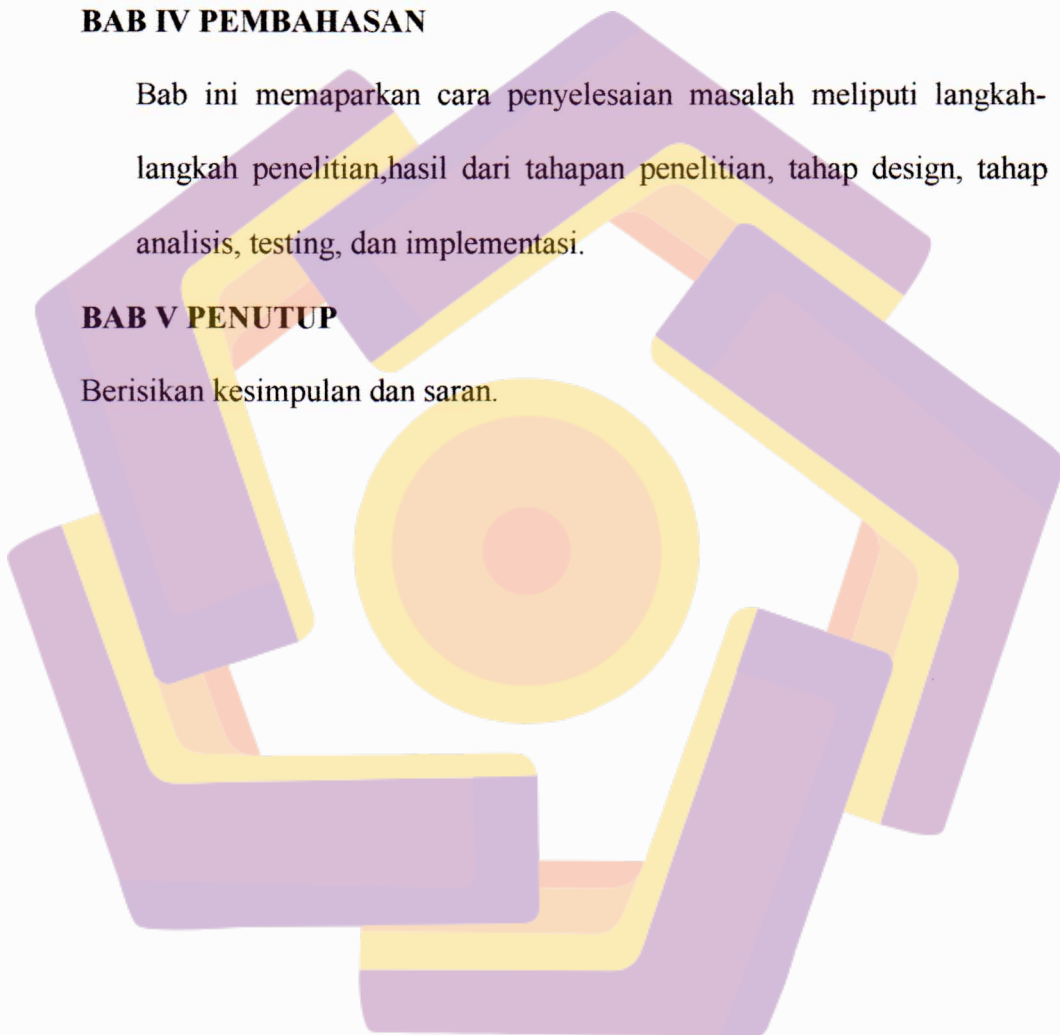 BAB IV PEMBAHASAN
Bab ini memaparkan cara penyelesaian masalah meliputi langkah-
langkah penelitian,hasil dari tahapan penelitian, tahap design, tahap
analisis, testing, dan implementasi.
BAB V PENUTUP
Berisikan kesimpulan dan saran.